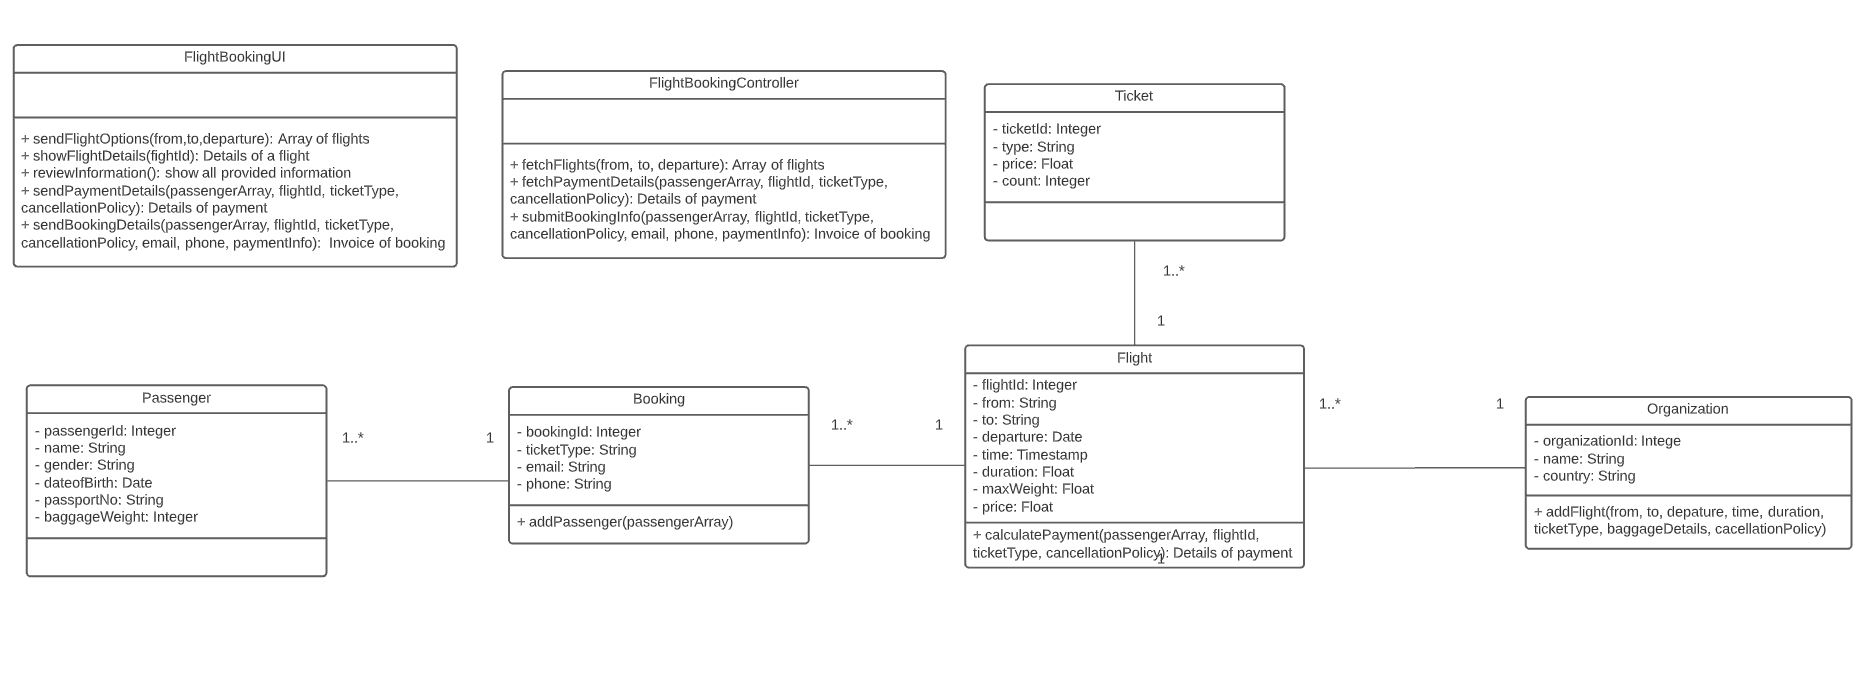 FlightBookingUI
+ sendFlightOptions(from,to,departure): Array of flights
+ showFlightDetails(fightId): Details of a flight
+ reviewInformation(): show all provided information
+ sendPaymentDetails(passengerArray, flightId, ticketType,
cancellationPolicy): Details of payment
+ sendBookingDetails(passengerArray, flightId, ticketType,
cancellationPolicy, email, phone, paymentInfo): Invoice of booking
FlightBookingController
+ fetchFlights(from, to, departure): Array of flights
+ fetchPaymentDetails(passengerArray, flightId, ticketType,
cancellationPolicy): Details of payment
+ submitBookingInfo(passengerArray, flightId, ticketType,
cancellationPolicy, email, phone, paymentInfo): Invoice of booking
Ticket
- ticketId: Integer
- type: String
- price: Float
- count: Integer
1..*
1
Passenger
- passengerId: Integer
- name: String
- gender: String
- dateofBirth: Date
- passportNo: String
- baggageWeight: Integer
1..*
1
Booking
- bookingId: Integer
- ticketType: String
- email: String
- phone: String
+ addPassenger(passengerArray)
1..*
1
Flight
- flightId: Integer
- from: String
- to: String
- departure: Date
- time: Timestamp
- duration: Float
- maxWeight: Float
- price: Float
+ calculatePayment(passengerArray, flightId,
ticketType, cancellationPolicy): Details of payment
1
1..*
1
Organization
- organizationId: Intege
- name: String
- country: String
+ addFlight(from, to, depature, time, duration,
ticketType, baggageDetails, cacellationPolicy)